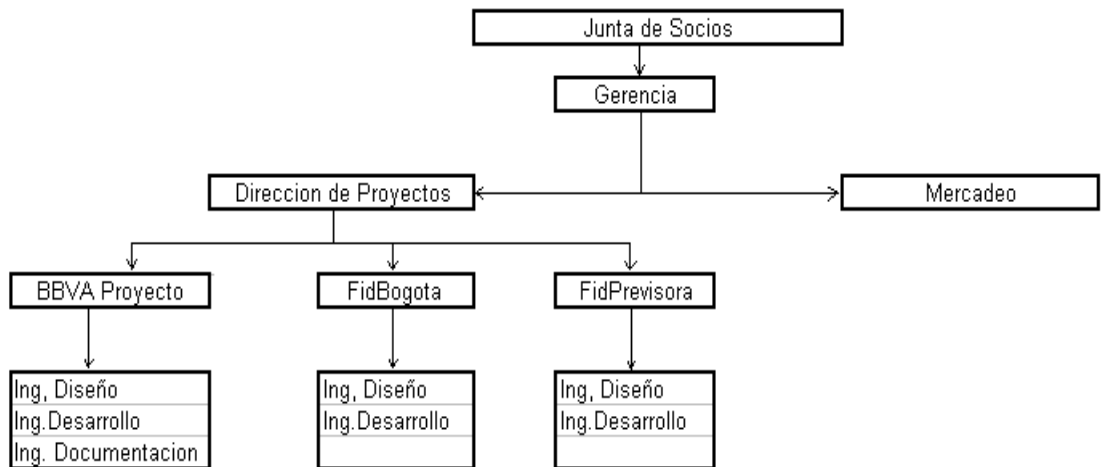 Junta de Socios
Gerencia
Direccion de Proyectos
Mercadeo
BBVA Proyecto
FidBogota
FidPrevisora
Ing, Diseño
Ing.Desarrollo
Ing. Documentacion
Ing, Diseño
Ing.Desarrollo
Ing, Diseño
Ing.Desarrollo